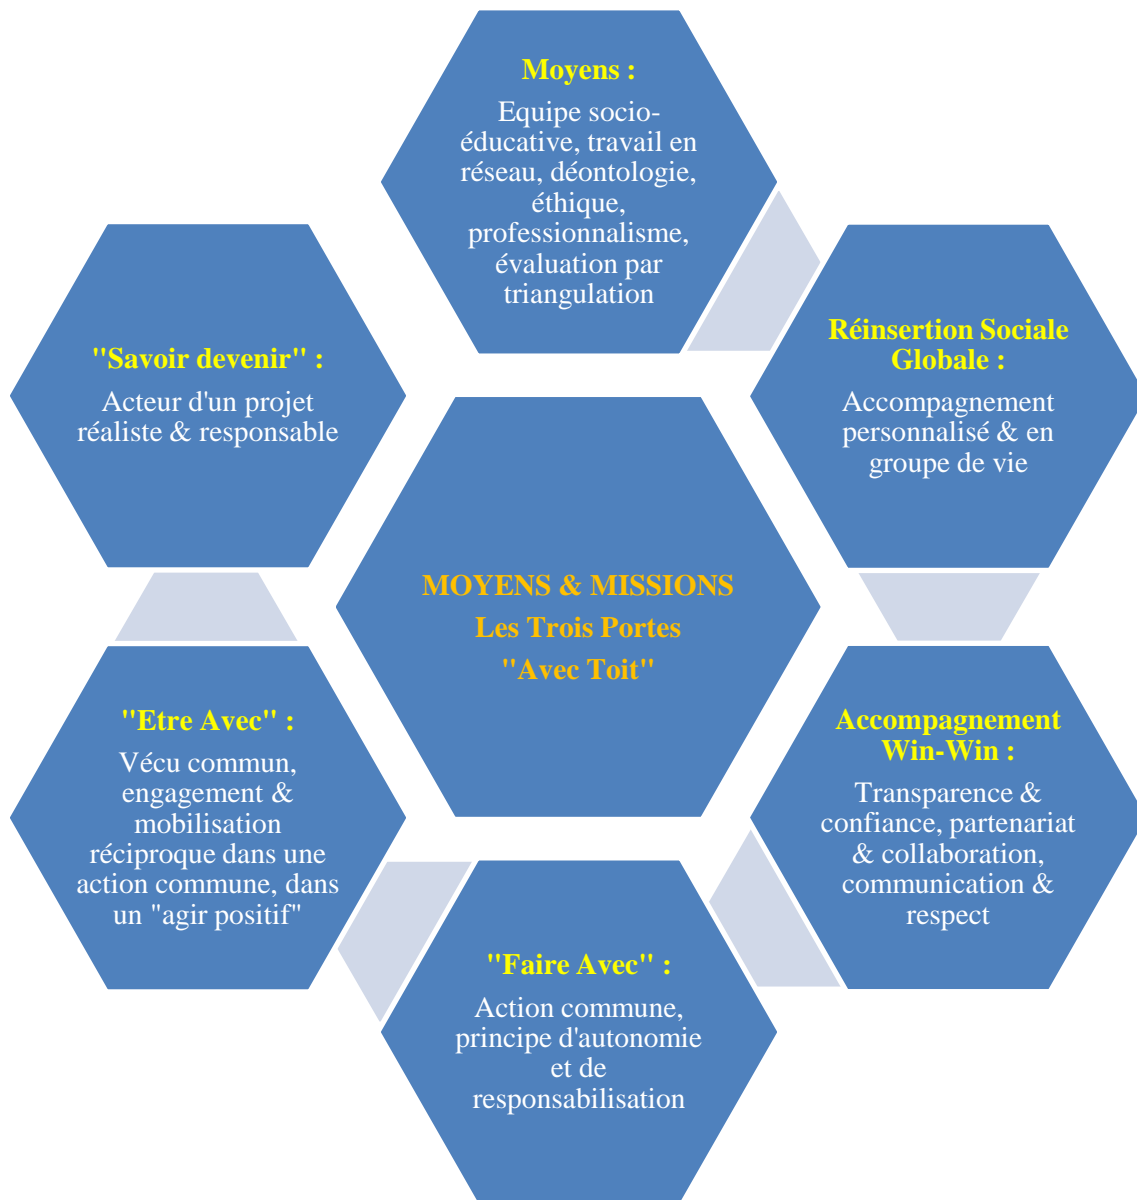 Moyens :
Equipe socio-
éducative, travail en
réseau, déontologie,
éthique,
professionnalisme,
évaluation par
triangulation
Réinsertion Sociale
Globale :
Accompagnement
personnalisé & en
groupe de vie
Accompagnement
Win-Win :
Transparence &
confiance, partenariat
& collaboration,
communication &
respect
"Faire Avec" :
Action commune,
principe d'autonomie
et de
responsabilisation
"Etre Avec" :
Vécu commun,
engagement &
mobilisation
réciproque dans une
action commune, dans
un "agir positif"
"Savoir devenir" :
Acteur d'un projet
réaliste & responsable
MOYENS & MISSIONS
Les Trois Portes
"Avec Toit"